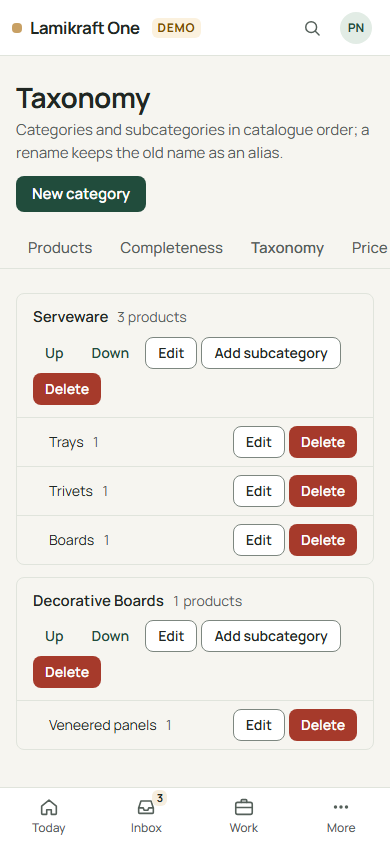 Lamikraft One DEMO PN
Taxonomy
Categories and subcategories in catalogue order; a
rename keeps the old name as an alias.
New category
Products Completeness Taxonomy Price
Serveware 3 products
Up Down Edit Add subcategory
Delete
Trays 1 Edit Delete
Trivets 1 Edit Delete
Boards 1 Edit Delete
Decorative Boards 1 products
Up Down Edit Add subcategory
Delete
Veneered panels 1 Edit Delete
3
Today Inbox Work More